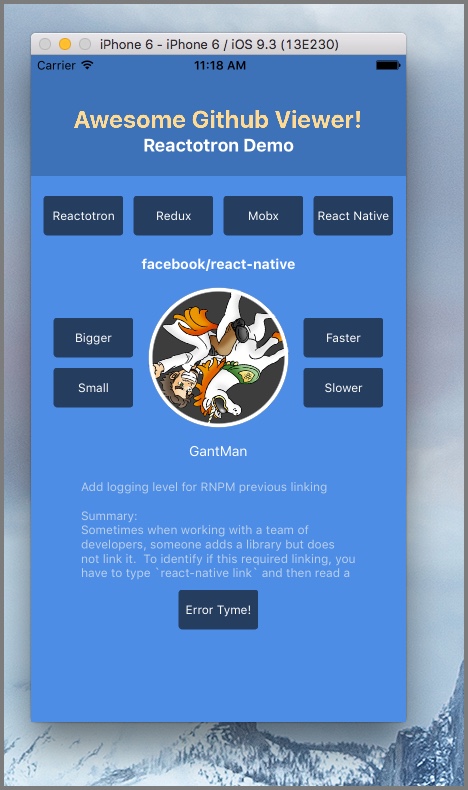 iPhone 6 - iPhone 6 / iOS 9.3 (13E230)
Carrier 11:18 AM
Awesome Github Viewer!
Reactotron Demo
Reactotron Redux Mobx React Native
facebook/react-native
Bigger Faster
Small Slower
GantMan
Add logging level for RNPM previous linking
Summary:
Sometimes when working with a team of
developers, someone adds a library but does
not link it.  To identify if this required linking, you
have to type `react-native link` and then read a
Error Tyme!